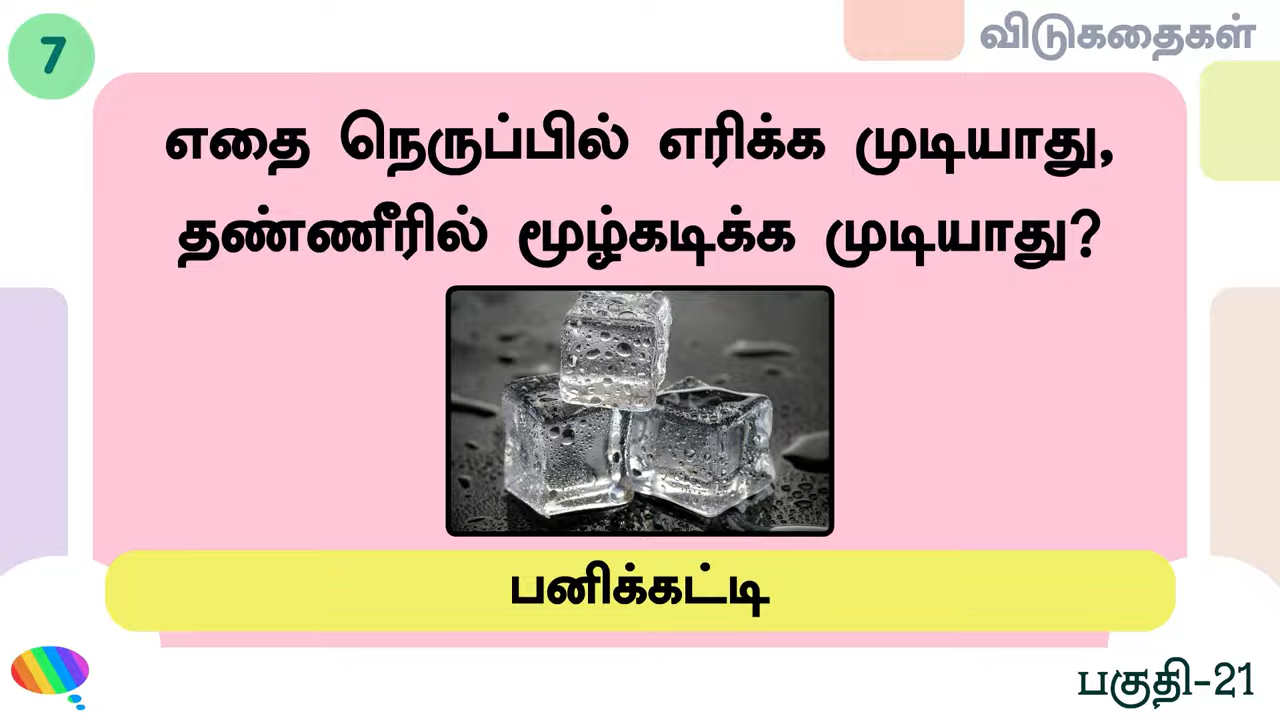 7
விடுகதைகள்
எதை நெருப்பில் எரிக்க முடியாது,
தண்ணீரில் மூழ்கடிக்க முடியாது?
பனிக்கட்டி
பகுதி-21